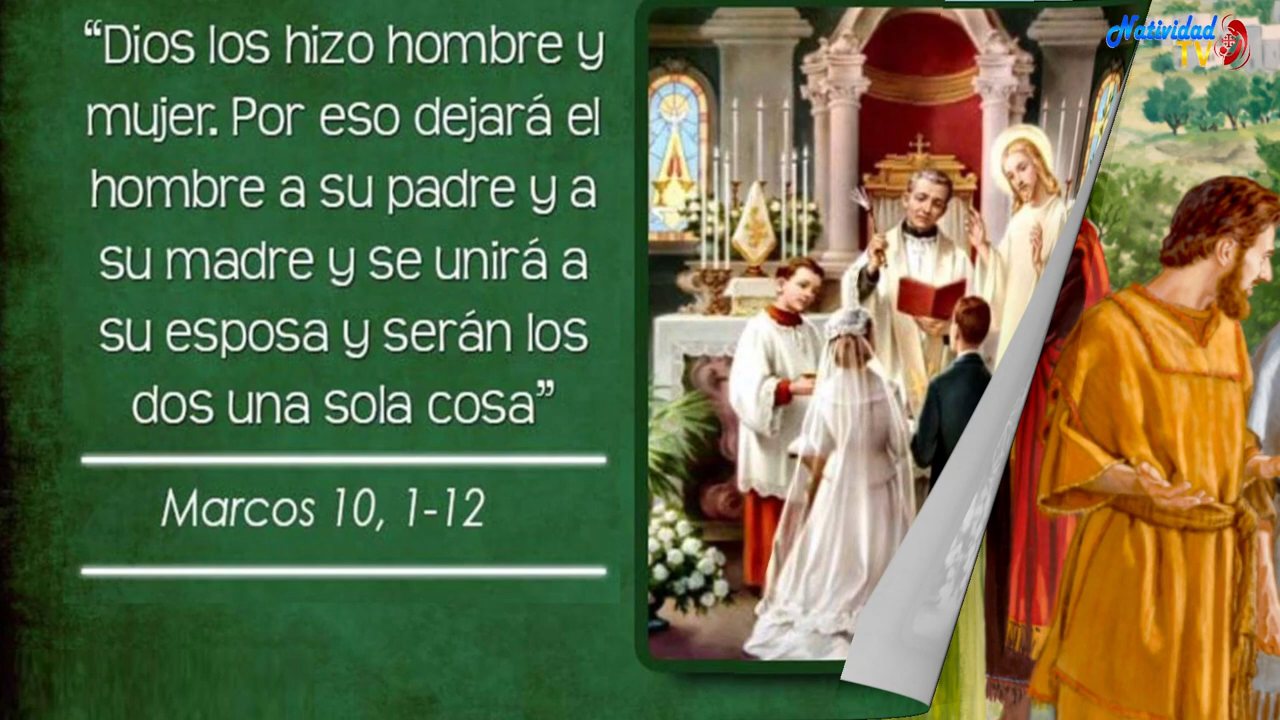 “Dios los hizo hombre y
mujer. Por eso dejará el
hombre a su padre y a
su madre y se unirá a
su esposa y serán los
dos una sola cosa”
Marcos 10, 1-12
Natividad
TV